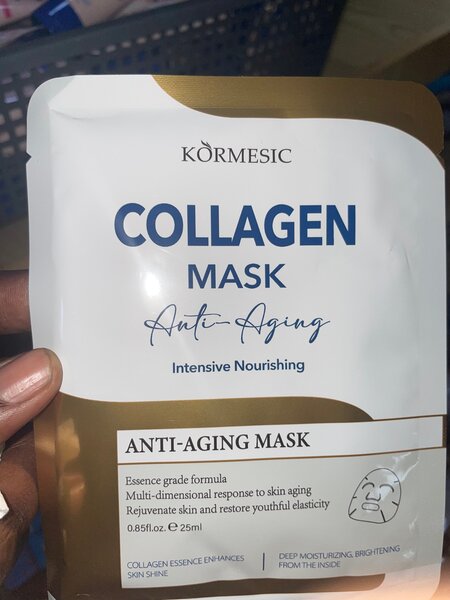 KORMESIC
COLLAGEN
MASK
Anti-Aging
Intensive Nourishing
ANTI-AGING MASK
Essence grade formula
Multi-dimensional response to skin aging
Rejuvenate skin and restore youthful elasticity
0.85fl.oz. ℮ 25ml
COLLAGEN ESSENCE ENHANCES
SKIN SHINE
DEEP MOISTURIZING, BRIGHTENING
FROM THE INSIDE